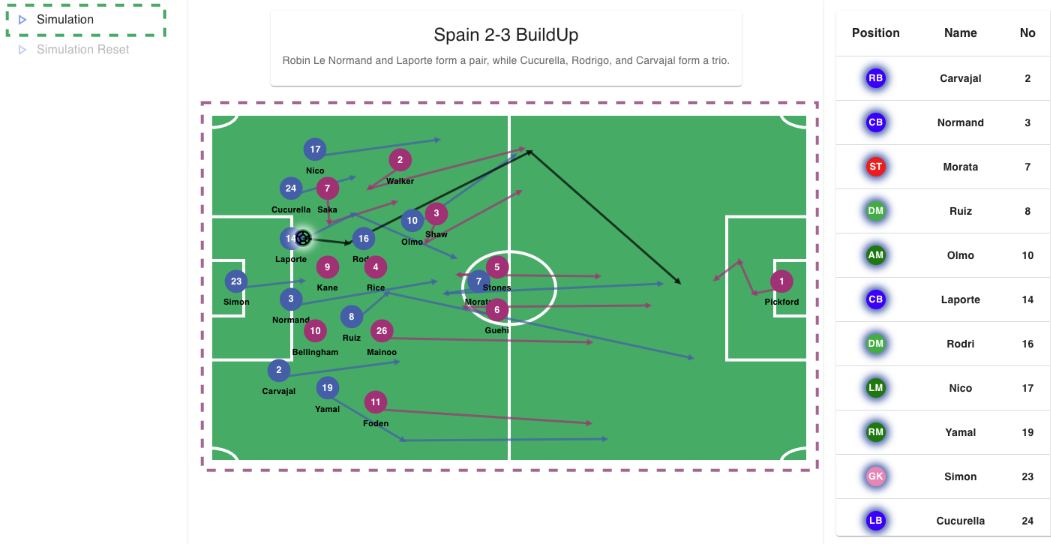 Simulation
Simulation Reset
Spain 2-3 BuildUp
Robin Le Normand and Laporte form a pair, while Cucurella, Rodrigo, and Carvajal form a trio.
17
Nico
2
Walker
24
Cucurella
7
Saka
10
Olmo
3
Shaw
14
Laporte
16
Rod
9
Kane
4
Rice
23
Simon
3
Normand
7
Morata
5
Stones
6
Guehi
1
Pickford
8
Ruiz
10
Bellingham
26
Mainoo
2
Carvajal
19
Yamal
11
Foden
Position Name No
RB Carvajal 2
CB Normand 3
ST Morata 7
DM Ruiz 8
AM Olmo 10
CB Laporte 14
DM Rodri 16
LM Nico 17
RM Yamal 19
GK Simon 23
LB Cucurella 24